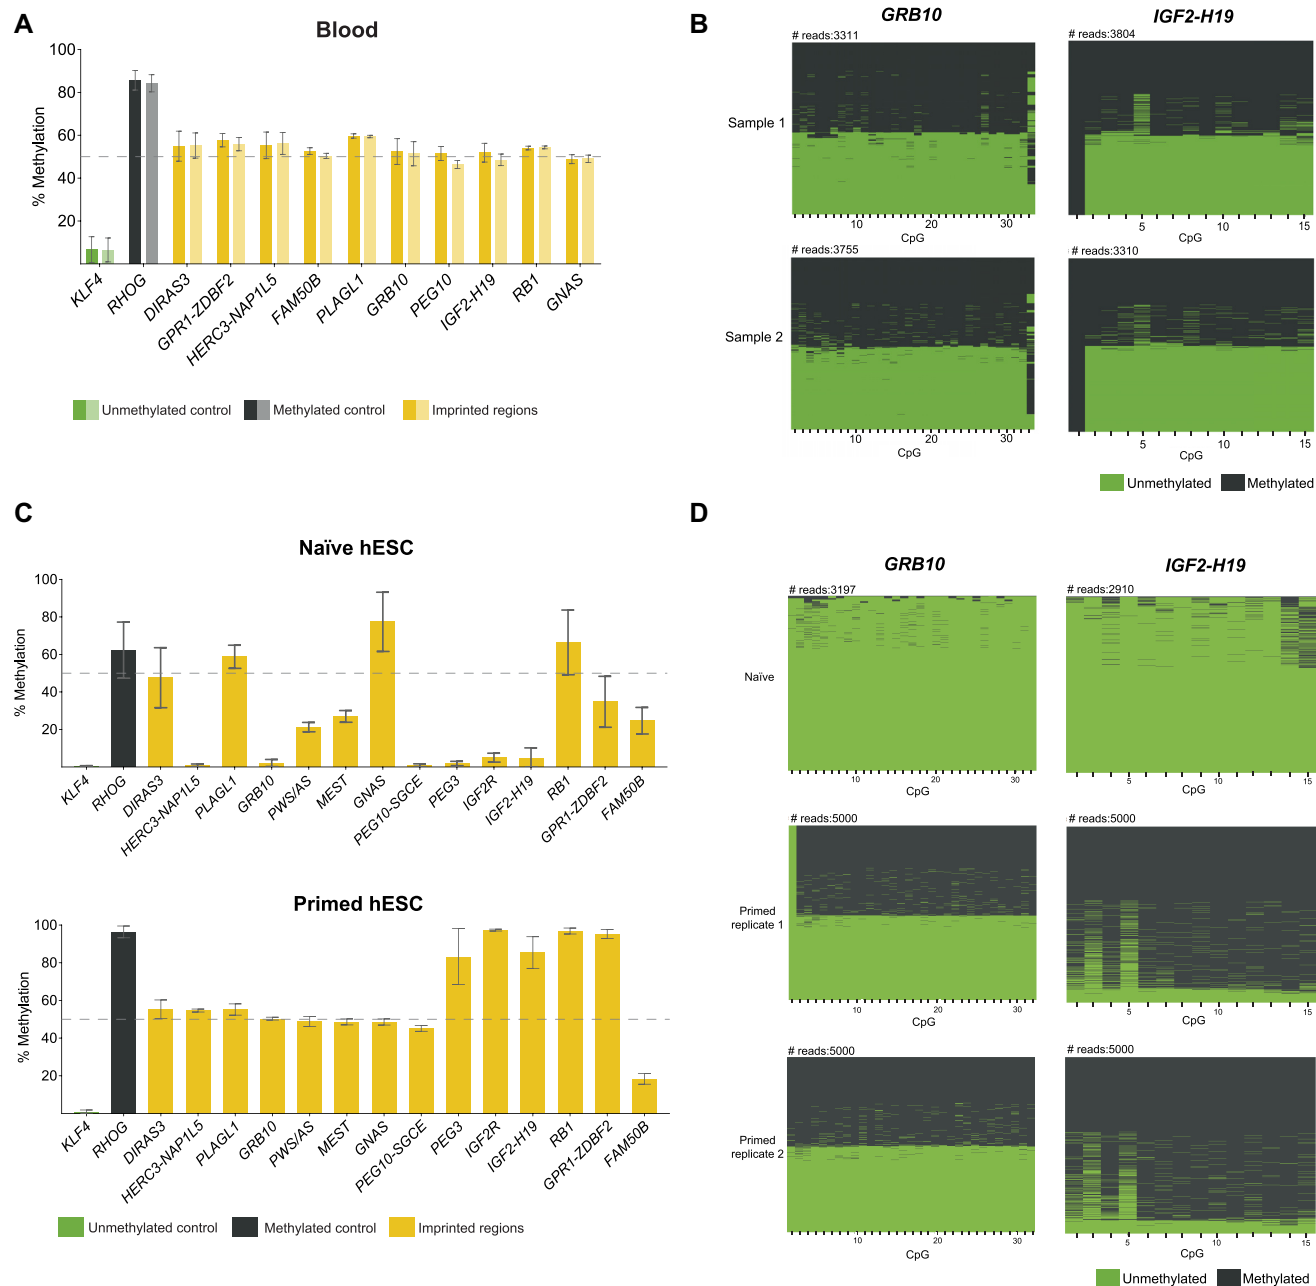 A
Blood
% Methylation
100
80
60
40
20
KLF4
RHOG
DIRAS3
GPR1-ZDBF2
HERC3-NAP1L5
FAM50B
PLAGL1
GRB10
PEG10
IGF2-H19
RB1
GNAS
Unmethylated control
Methylated control
Imprinted regions
B
GRB10
IGF2-H19
# reads:3311
# reads:3804
Sample 1
10
20
30
CpG
5
10
15
CpG
# reads:3755
# reads:3310
Sample 2
10
20
30
CpG
5
10
15
CpG
Unmethylated
Methylated
C
Naïve hESC
% Methylation
100
80
60
40
20
KLF4
RHOG
DIRAS3
HERC3-NAP1L5
PLAGL1
GRB10
PWS/AS
MEST
GNAS
PEG10-SGCE
PEG3
IGF2R
IGF2-H19
RB1
GPR1-ZDBF2
FAM50B
Primed hESC
% Methylation
100
80
60
40
20
KLF4
RHOG
DIRAS3
HERC3-NAP1L5
PLAGL1
GRB10
PWS/AS
MEST
GNAS
PEG10-SGCE
PEG3
IGF2R
IGF2-H19
RB1
GPR1-ZDBF2
FAM50B
Unmethylated control
Methylated control
Imprinted regions
D
GRB10
IGF2-H19
# reads:3197
# reads:2910
Naïve
10
20
30
CpG
5
10
15
CpG
# reads:5000
# reads:5000
Primed
replicate 1
10
20
30
CpG
5
10
15
CpG
# reads:5000
# reads:5000
Primed
replicate 2
10
20
30
CpG
5
10
15
CpG
Unmethylated
Methylated